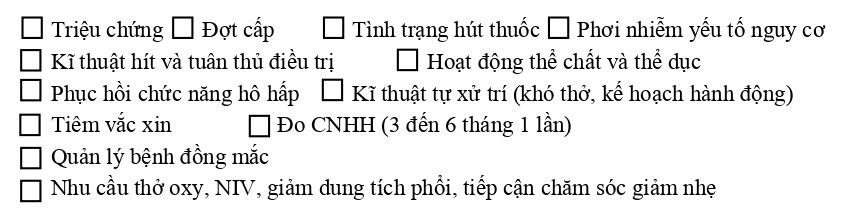 ☐ Triệu chứng ☐ Đợt cấp ☐ Tình trạng hút thuốc ☐ Phơi nhiễm yếu tố nguy cơ
☐ Kĩ thuật hít và tuân thủ điều trị ☐ Hoạt động thể chất và thể dục
☐ Phục hồi chức năng hô hấp ☐ Kĩ thuật tự xử trí (khó thở, kế hoạch hành động)
☐ Tiêm vắc xin ☐ Đo CNHH (3 đến 6 tháng 1 lần)
☐ Quản lý bệnh đồng mắc
☐ Nhu cầu thở oxy, NIV, giảm dung tích phổi, tiếp cận chăm sóc giảm nhẹ